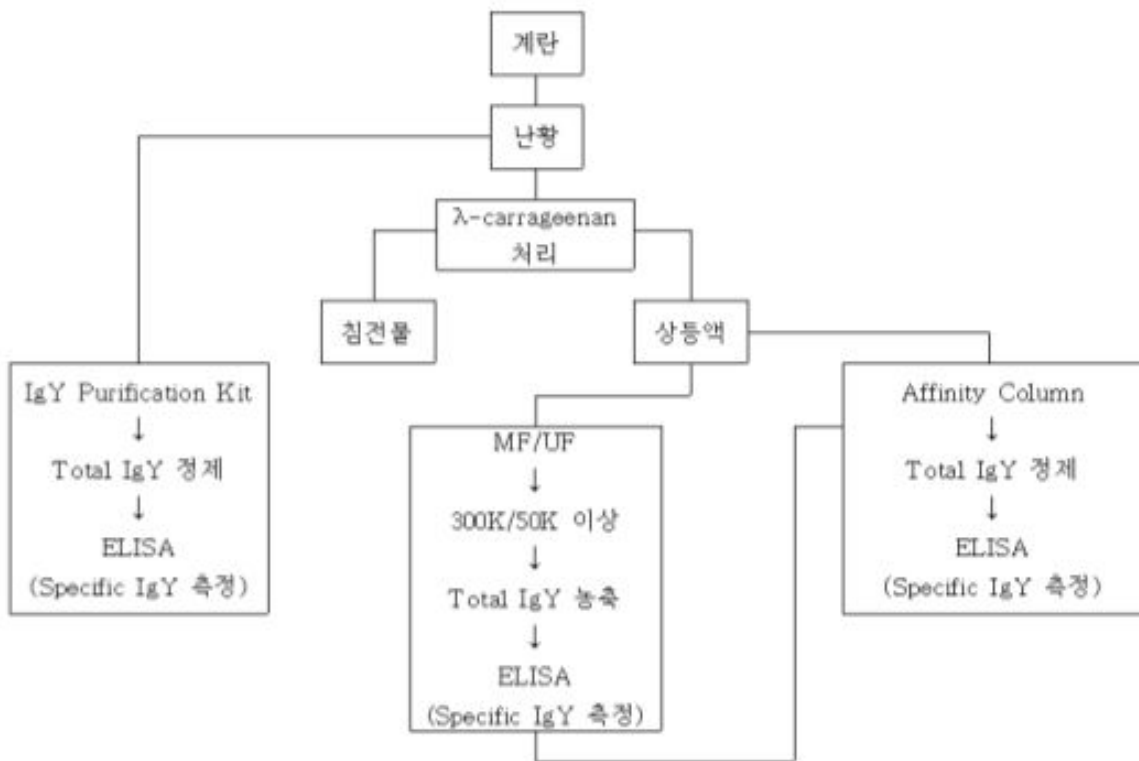 계란
난황
λ-carrageenan
처리
침전물
상등액
IgY Purification Kit
↓
Total IgY 정제
↓
ELISA
(Specific IgY 측정)
MF/UF
↓
300K/50K 이상
↓
Total IgY 농축
↓
ELISA
(Specific IgY 측정)
Affinity Column
↓
Total IgY 정제
↓
ELISA
(Specific IgY 측정)